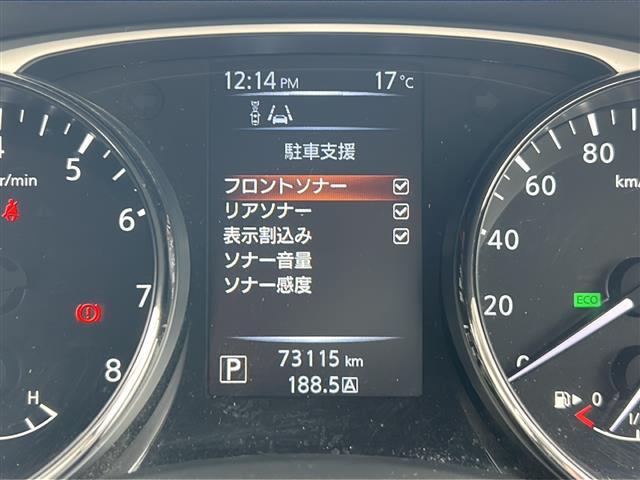 12:14 PM 17℃
駐車支援
フロントソナー
リアソナー
表示割込み
ソナー音量
ソナー感度
P 73115 km
188.5 A
r/min
5
6
7
8
H
80
km/
60
40
20
ECO
0
0
1/